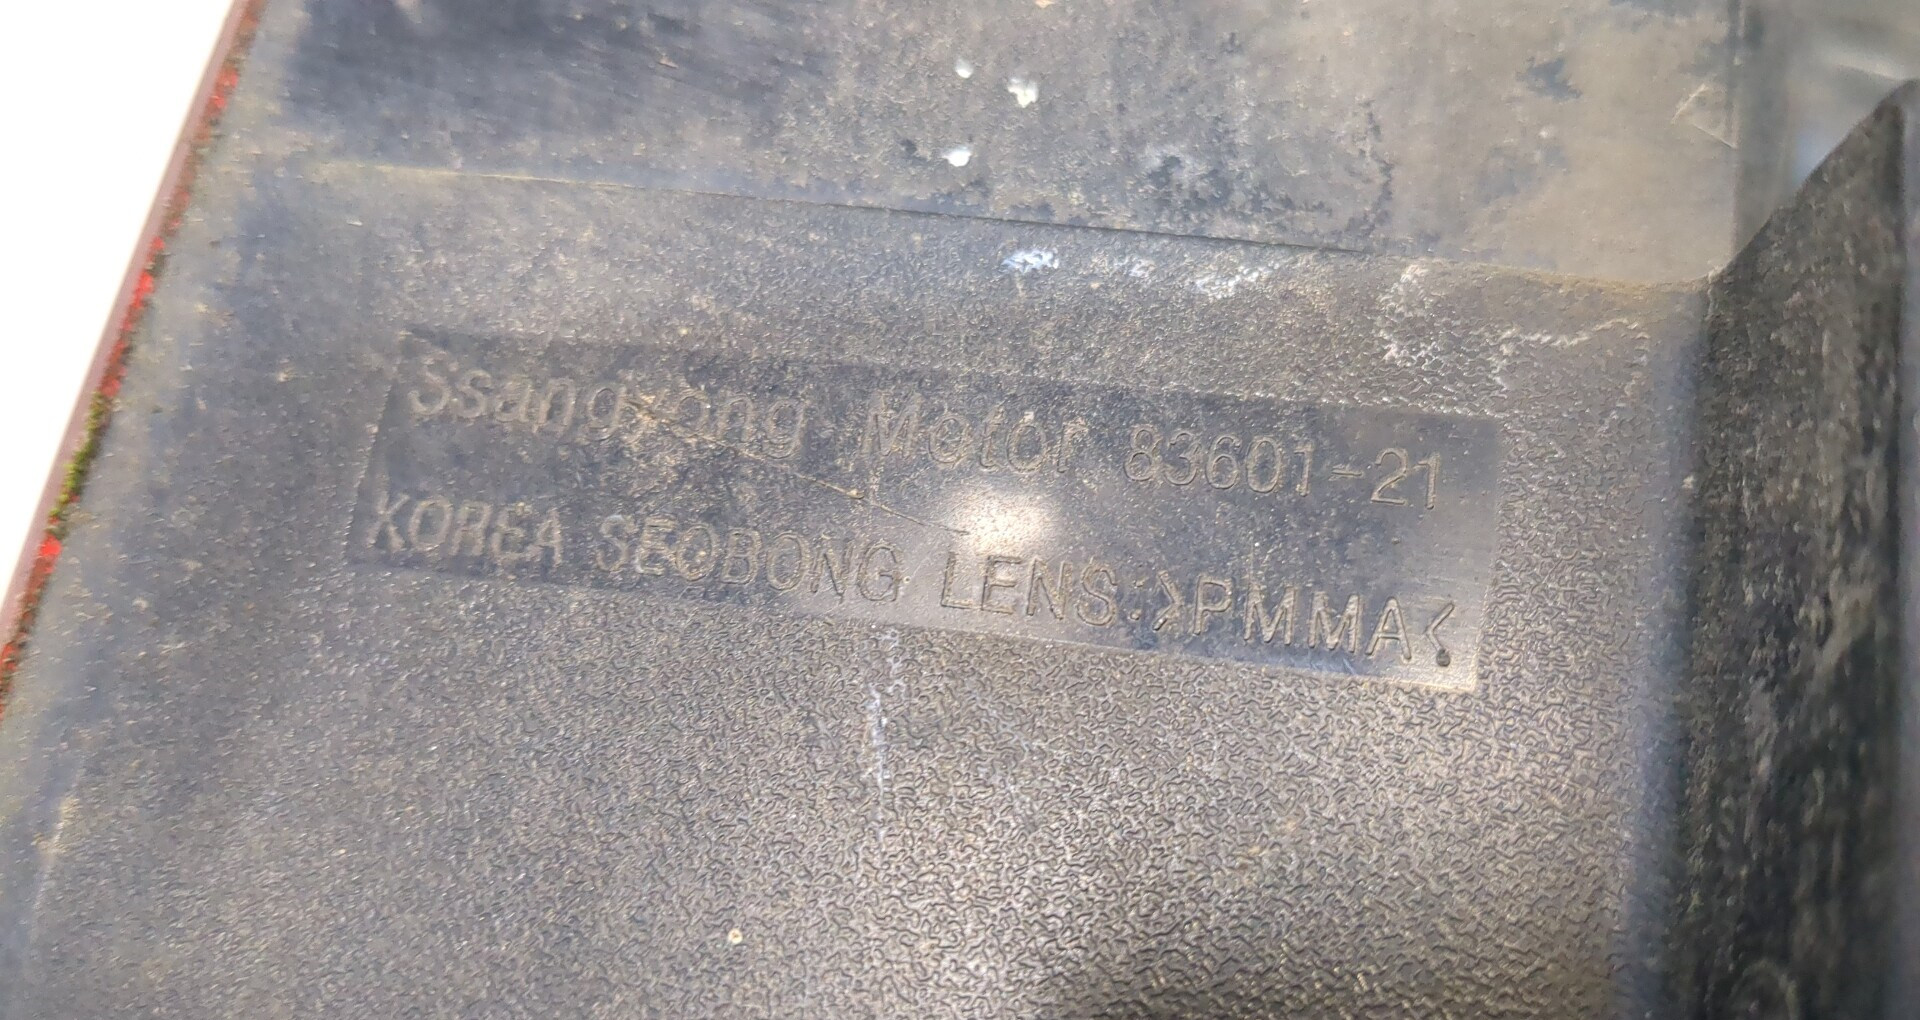 Ssangyong Motor 83601-21
KOREA SEOBONG LENS:>PMMA<